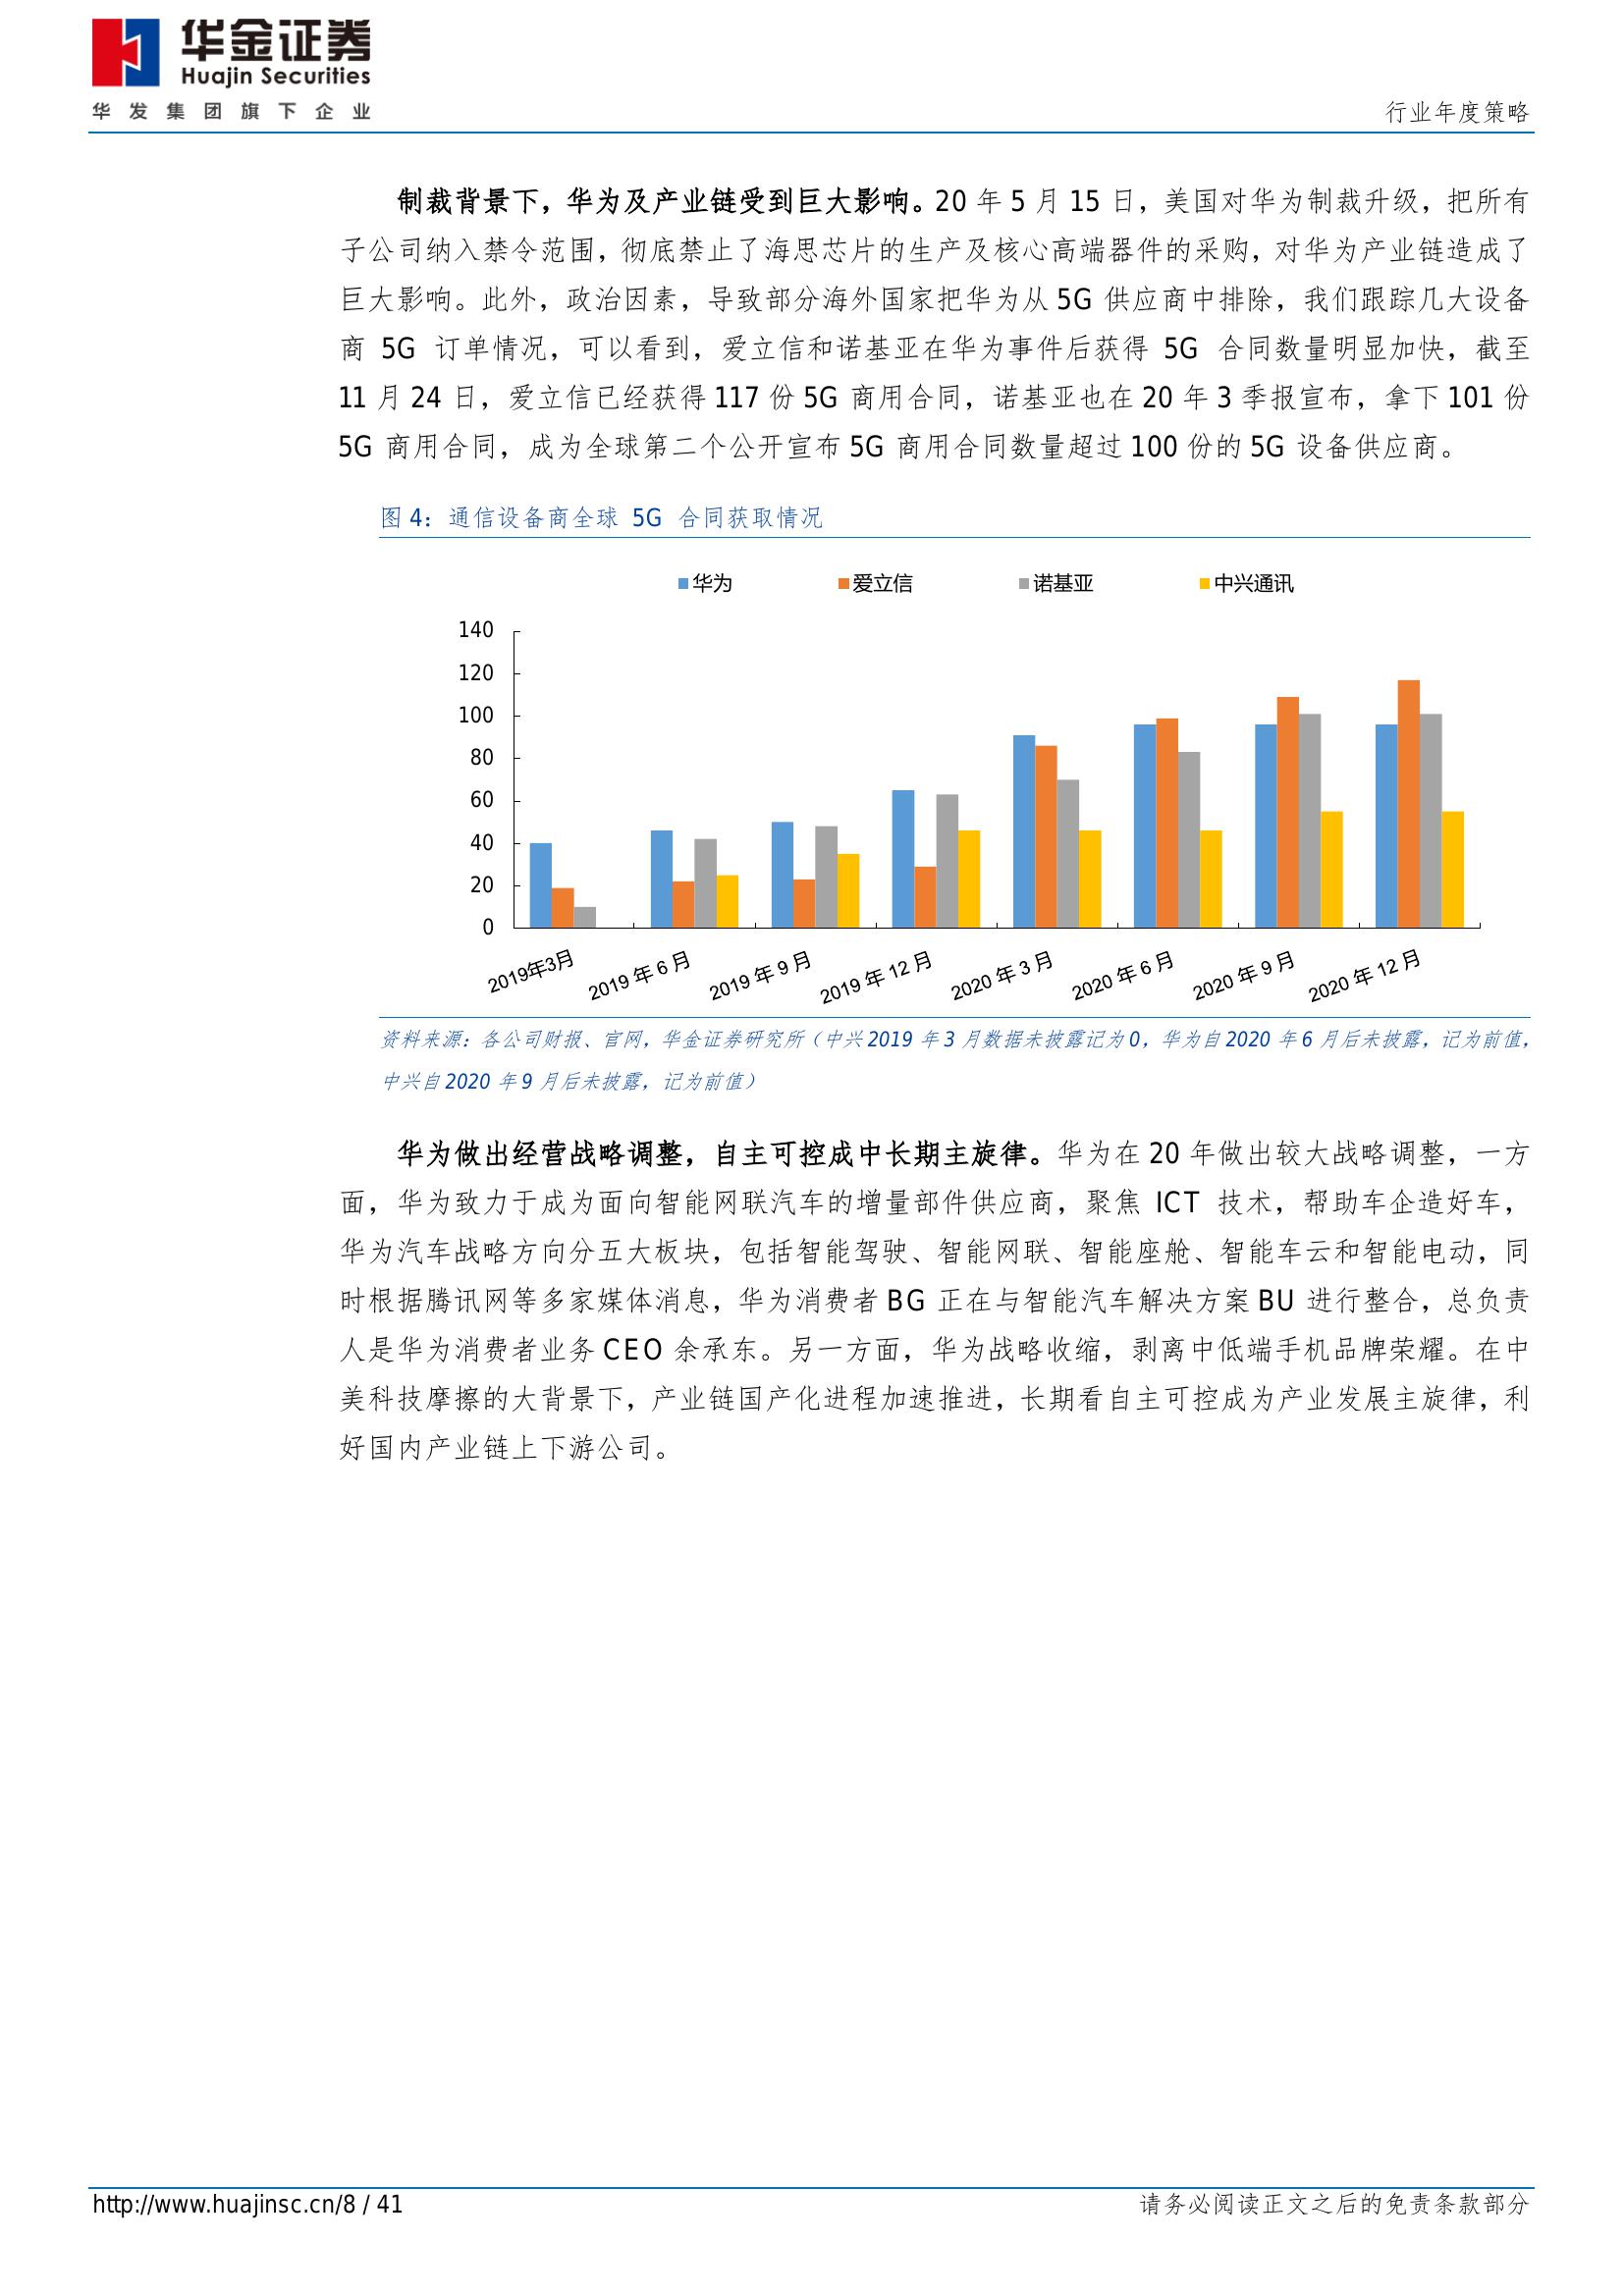 华金证券
Huajin Securities
华发集团旗下企业
行业年度策略
制裁背景下，华为及产业链受到巨大影响。20 年 5 月 15 日，美国对华为制裁升级，把所有
子公司纳入禁令范围，彻底禁止了海思芯片的生产及核心高端器件的采购，对华为产业链造成了
巨大影响。此外，政治因素，导致部分海外国家把华为从 5G 供应商中排除，我们跟踪几大设备
商 5G 订单情况，可以看到，爱立信和诺基亚在华为事件后获得 5G 合同数量明显加快，截至
11 月 24 日，爱立信已经获得 117 份 5G 商用合同，诺基亚也在 20 年 3 季报宣布，拿下 101 份
5G 商用合同，成为全球第二个公开宣布 5G 商用合同数量超过 100 份的 5G 设备供应商。
图 4：通信设备商全球 5G 合同获取情况
华为 爱立信 诺基亚 中兴通讯
140
120
100
80
60
40
20
0
2019年3月 2019 年 6 月 2019 年 9 月 2019 年 12 月 2020 年 3 月 2020 年 6 月 2020 年 9 月 2020 年 12 月
资料来源：各公司财报、官网，华金证券研究所（中兴 2019 年 3 月数据未披露记为 0，华为自 2020 年 6 月后未披露，记为前值，
中兴自 2020 年 9 月后未披露，记为前值）
华为做出经营战略调整，自主可控成中长期主旋律。华为在 20 年做出较大战略调整，一方
面，华为致力于成为面向智能网联汽车的增量部件供应商，聚焦 ICT 技术，帮助车企造好车，
华为汽车战略方向分五大板块，包括智能驾驶、智能网联、智能座舱、智能车云和智能电动，同
时根据腾讯网等多家媒体消息，华为消费者 BG 正在与智能汽车解决方案 BU 进行整合，总负责
人是华为消费者业务 CEO 余承东。另一方面，华为战略收缩，剥离中低端手机品牌荣耀。在中
美科技摩擦的大背景下，产业链国产化进程加速推进，长期看自主可控成为产业发展主旋律，利
好国内产业链上下游公司。
http://www.huajinsc.cn/8 / 41
请务必阅读正文之后的免责条款部分